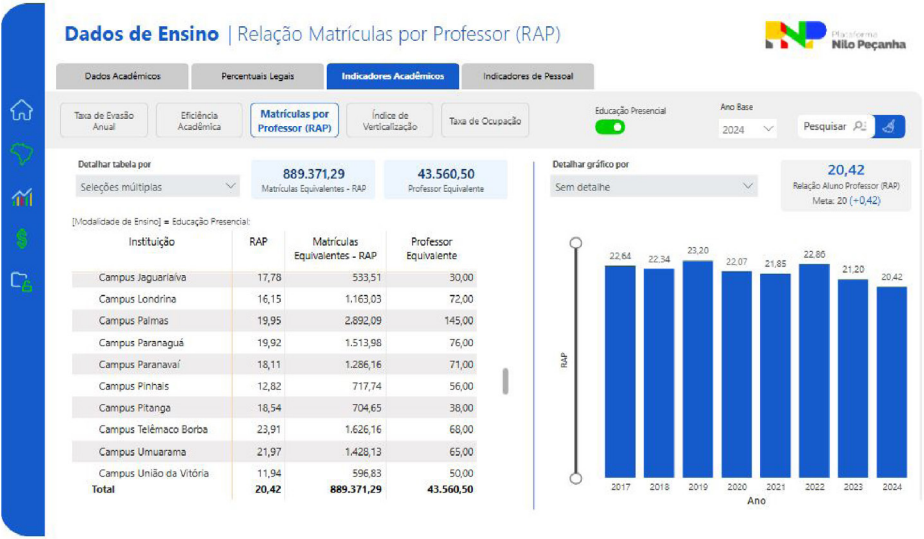 Dados de Ensino | Relação Matrículas por Professor (RAP)
PNP Plataforma
Nilo Peçanha
Dados Acadêmicos Percentuais Legais Indicadores Acadêmicos Indicadores de Pessoal
Taxa de Evasão
Anual
Eficiência
Acadêmica
Matrículas por
Professor (RAP)
Índice de
Verticalização
Taxa de Ocupação
Educação Presencial
Ano Base
2024
Pesquisar
Detalhar tabela por
Seleções múltiplas
889.371,29
Matrículas Equivalentes - RAP
43.560,50
Professor Equivalente
[Modalidade de Ensino] = Educação Presencial:
Instituição RAP Matrículas Professor
Equivalentes - RAP Equivalente
Campus Jaguariaíva 17,78 533,51 30,00
Campus Londrina 16,15 1.163,03 72,00
Campus Palmas 19,95 2.892,09 145,00
Campus Paranaguá 19,92 1.513,98 76,00
Campus Paranavaí 18,11 1.286,16 71,00
Campus Pinhais 12,82 717,74 56,00
Campus Pitanga 18,54 704,65 38,00
Campus Telêmaco Borba 23,91 1.626,16 68,00
Campus Umuarama 21,97 1.428,13 65,00
Campus União da Vitória 11,94 596,83 50,00
Total 20,42 889.371,29 43.560,50
Detalhar gráfico por
Sem detalhe
20,42
Relação Aluno Professor (RAP)
Meta: 20 (+0,42)
22,64 22,34 23,20 22,07 21,85 22,86 21,20 20,42
RAP
2017 2018 2019 2020 2021 2022 2023 2024
Ano